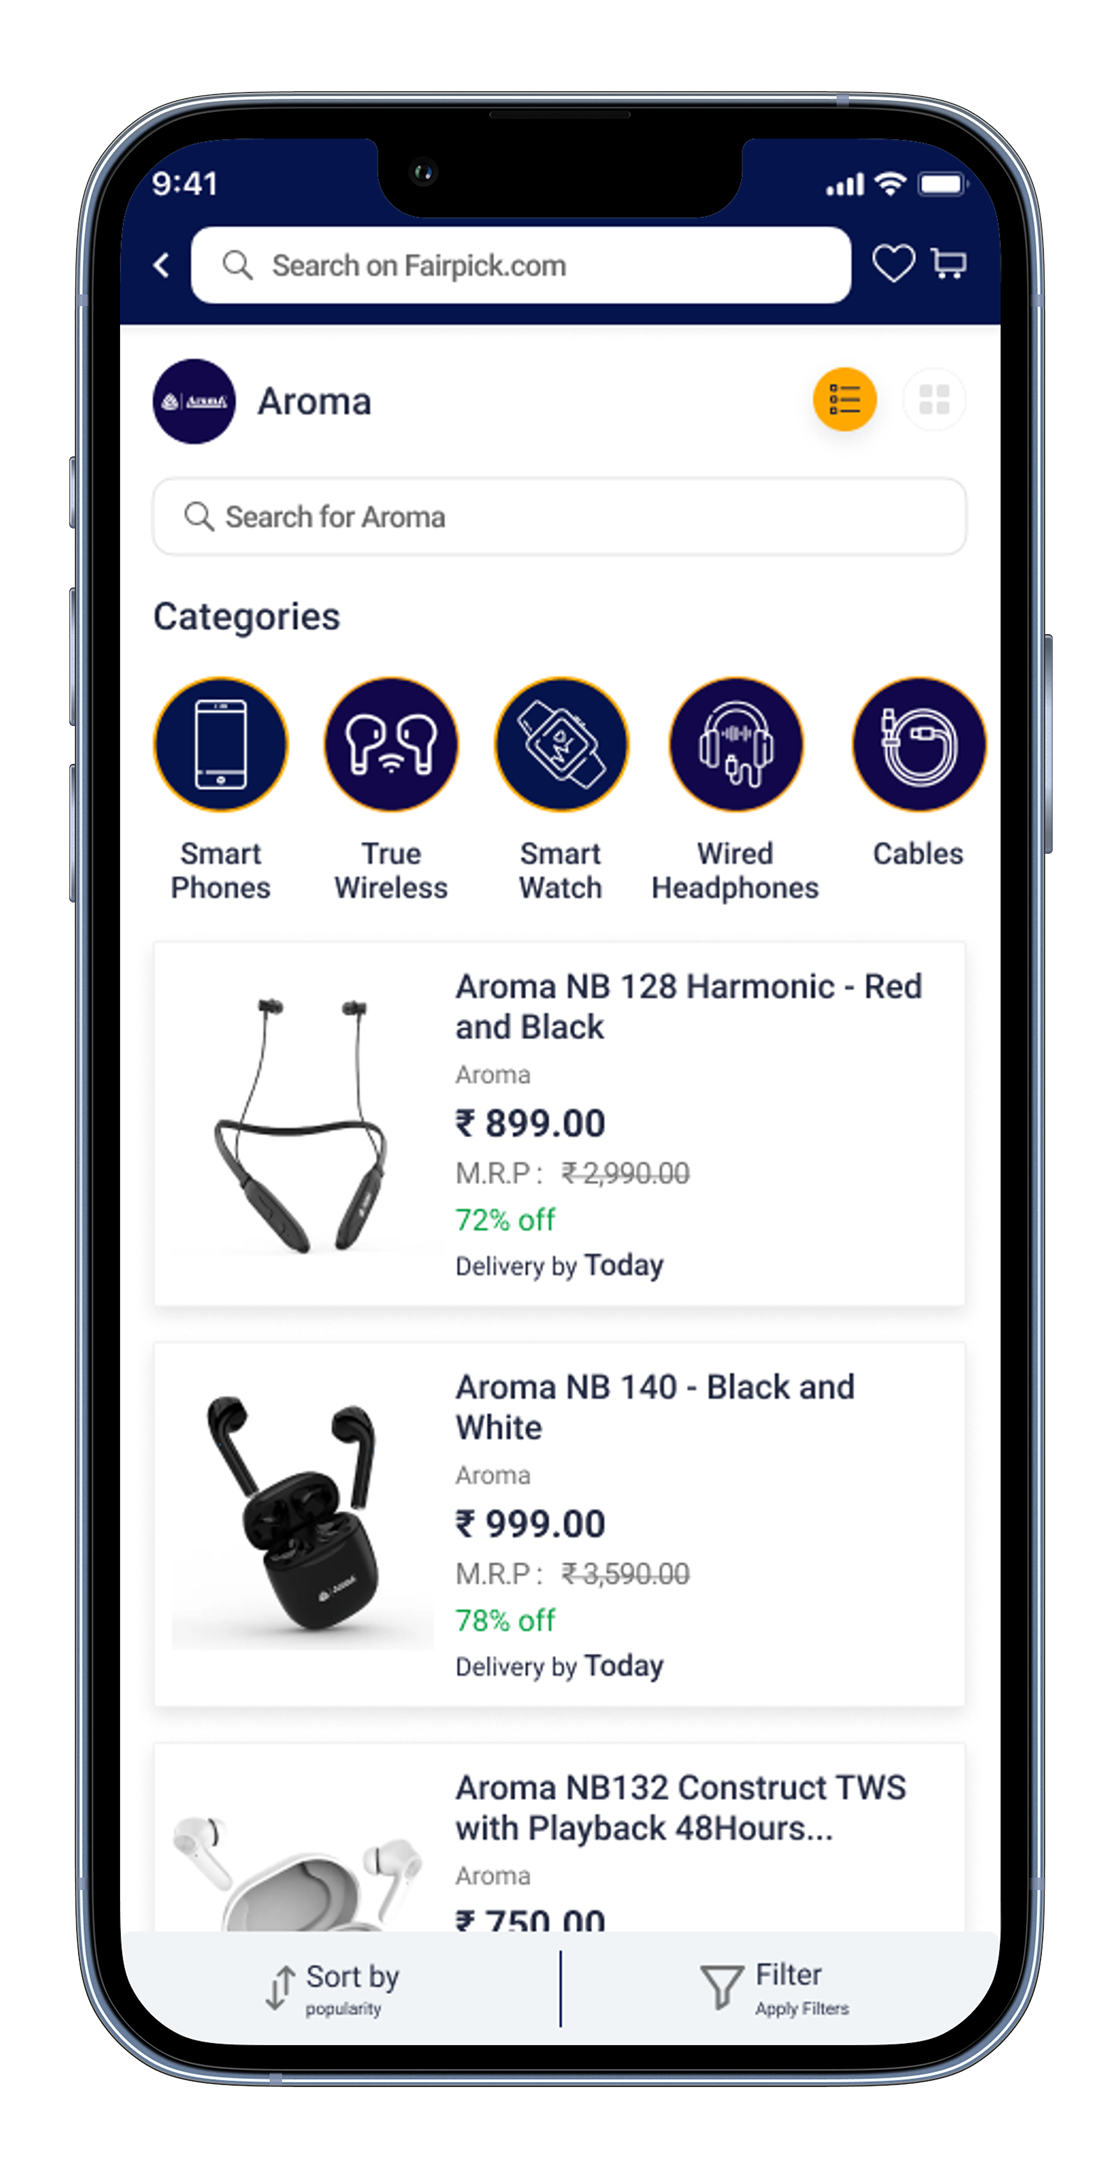 9:41
Search on Fairpick.com
AromA
Aroma
Search for Aroma
Categories
Smart
Phones
True
Wireless
Smart
Watch
Wired
Headphones
Cables
Aroma NB 128 Harmonic - Red
and Black
Aroma
₹ 899.00
M.R.P : ₹ 2,990.00
72% off
Delivery by Today
Aroma NB 140 - Black and
White
Aroma
₹ 999.00
M.R.P : ₹ 3,590.00
78% off
Delivery by Today
AromA
Aroma NB132 Construct TWS
with Playback 48Hours...
Aroma
₹ 750.00
Sort by
popularity
Filter
Apply Filters